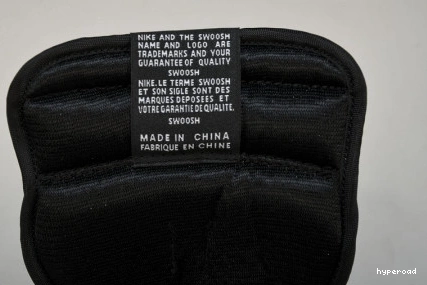 NIKE AND THE SWOOSH
NAME AND LOGO ARE
TRADEMARKS AND YOUR
GUARANTEE OF QUALITY
SWOOSH
NIKE. LE TERME SWOOSH
ET SON SIGLE SONT DES
MARQUES DEPOSEES ET
VOTRE GARANTIE DE QUALITE.
SWOOSH
MADE IN CHINA
FABRIQUE EN CHINE
hyperoad